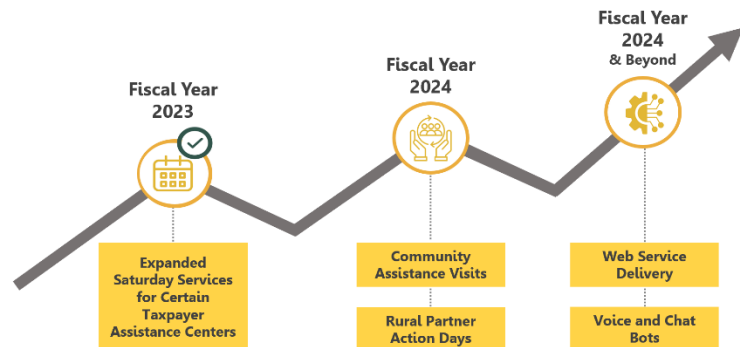 Fiscal Year
2023
Expanded
Saturday Services
for Certain
Taxpayer
Assistance Centers
Fiscal Year
2024
Community
Assistance Visits
Rural Partner
Action Days
Fiscal Year
2024
& Beyond
Web Service
Delivery
Voice and Chat
Bots